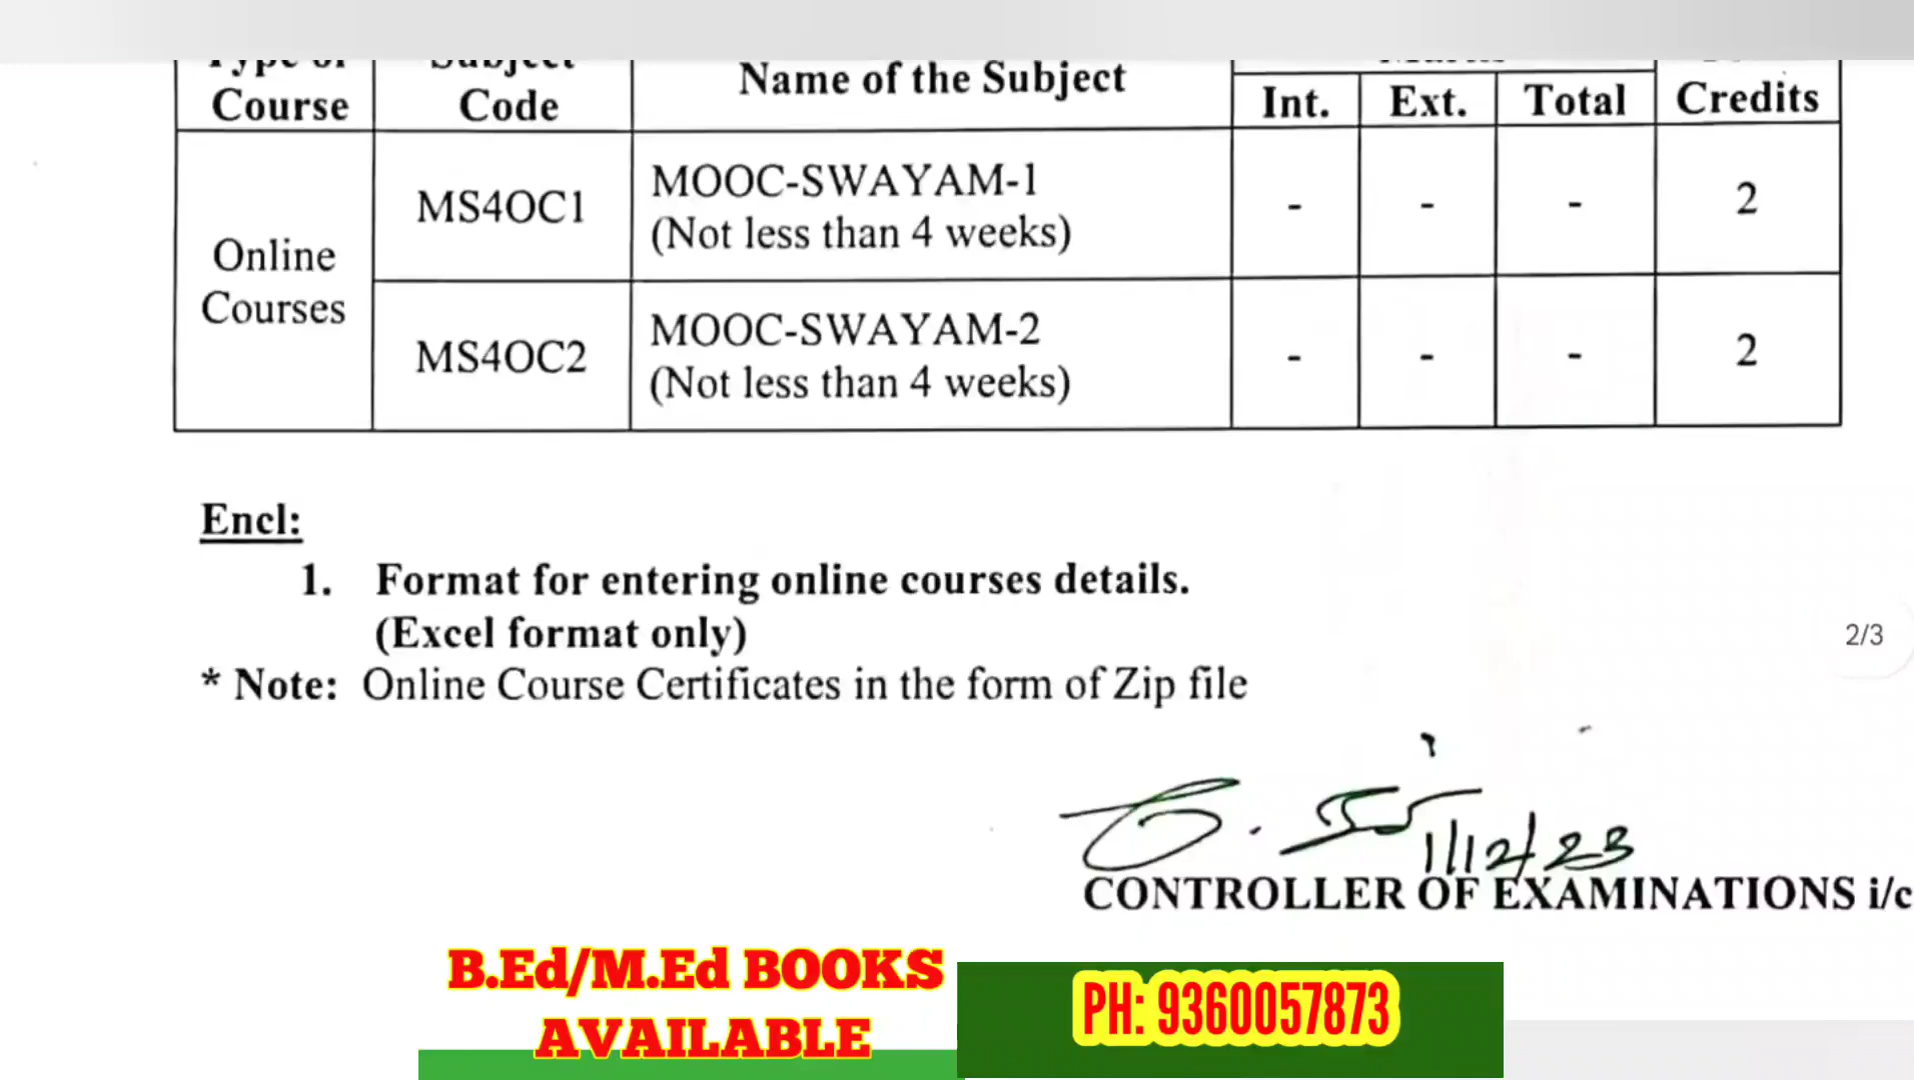 Type of Subject
Course Code Name of the Subject Int. Ext. Total Credits
Online Courses
MS4OC1 MOOC-SWAYAM-1 - - - 2
(Not less than 4 weeks)
MS4OC2 MOOC-SWAYAM-2 - - - 2
(Not less than 4 weeks)
Encl:
1. Format for entering online courses details.
(Excel format only)
* Note: Online Course Certificates in the form of Zip file
2/3
1/12/23
CONTROLLER OF EXAMINATIONS i/c
B.Ed/M.Ed BOOKS
AVAILABLE
PH: 9360057873